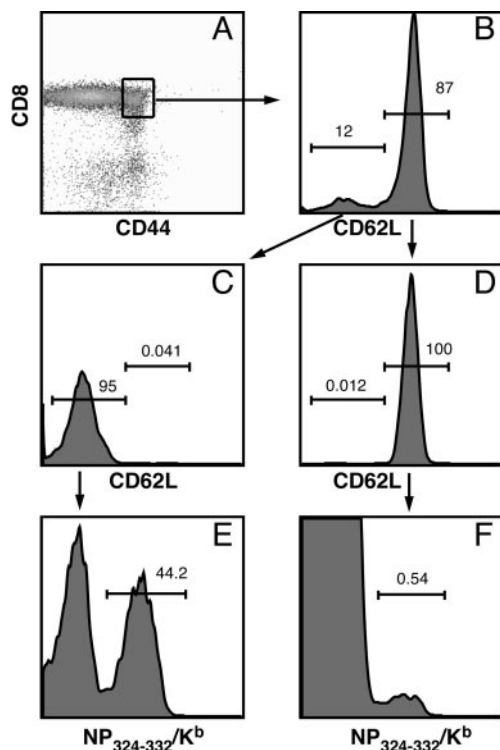 A
B
CD8
87
12
CD44
CD62L
C
D
0.041
95
100
0.012
CD62L
CD62L
E
F
44.2
0.54
NP324-332/Kb
NP324-332/Kb